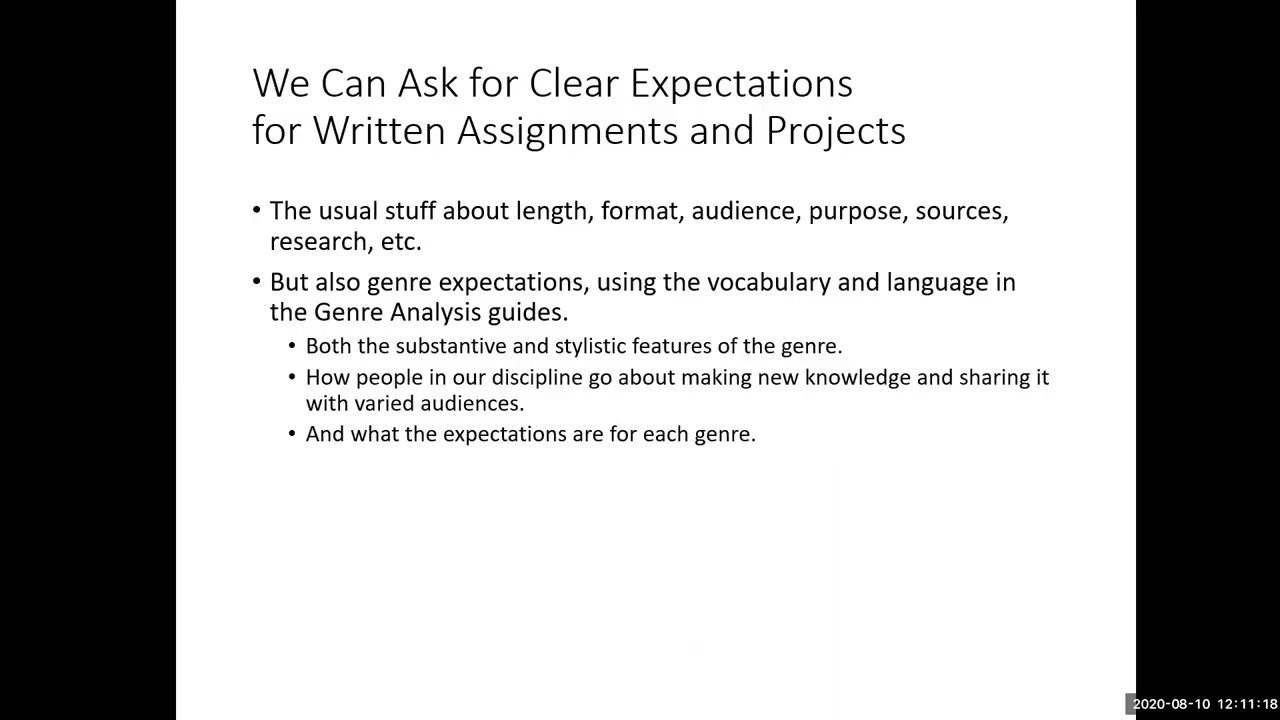 We Can Ask for Clear Expectations
for Written Assignments and Projects
• The usual stuff about length, format, audience, purpose, sources,
research, etc.
• But also genre expectations, using the vocabulary and language in
the Genre Analysis guides.
• Both the substantive and stylistic features of the genre.
• How people in our discipline go about making new knowledge and sharing it
with varied audiences.
• And what the expectations are for each genre.
2020-08-10 12:11:18